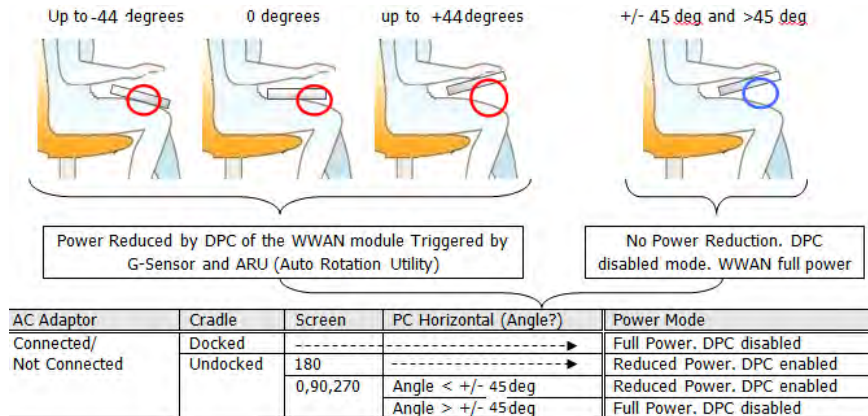 Up to -44 degrees 0 degrees up to +44 degrees +/- 45 deg and >45 deg
Power Reduced by DPC of the WWAN module Triggered by
G-Sensor and ARU (Auto Rotation Utility)
No Power Reduction. DPC
disabled mode. WWAN full power
AC Adaptor Cradle Screen PC Horizontal (Angle?) Power Mode
Connected/ Docked Full Power. DPC disabled
Not Connected Undocked 180 Reduced Power. DPC enabled
0,90,270 Angle < +/- 45 deg Reduced Power. DPC enabled
Angle > +/- 45 deg Full Power. DPC disabled